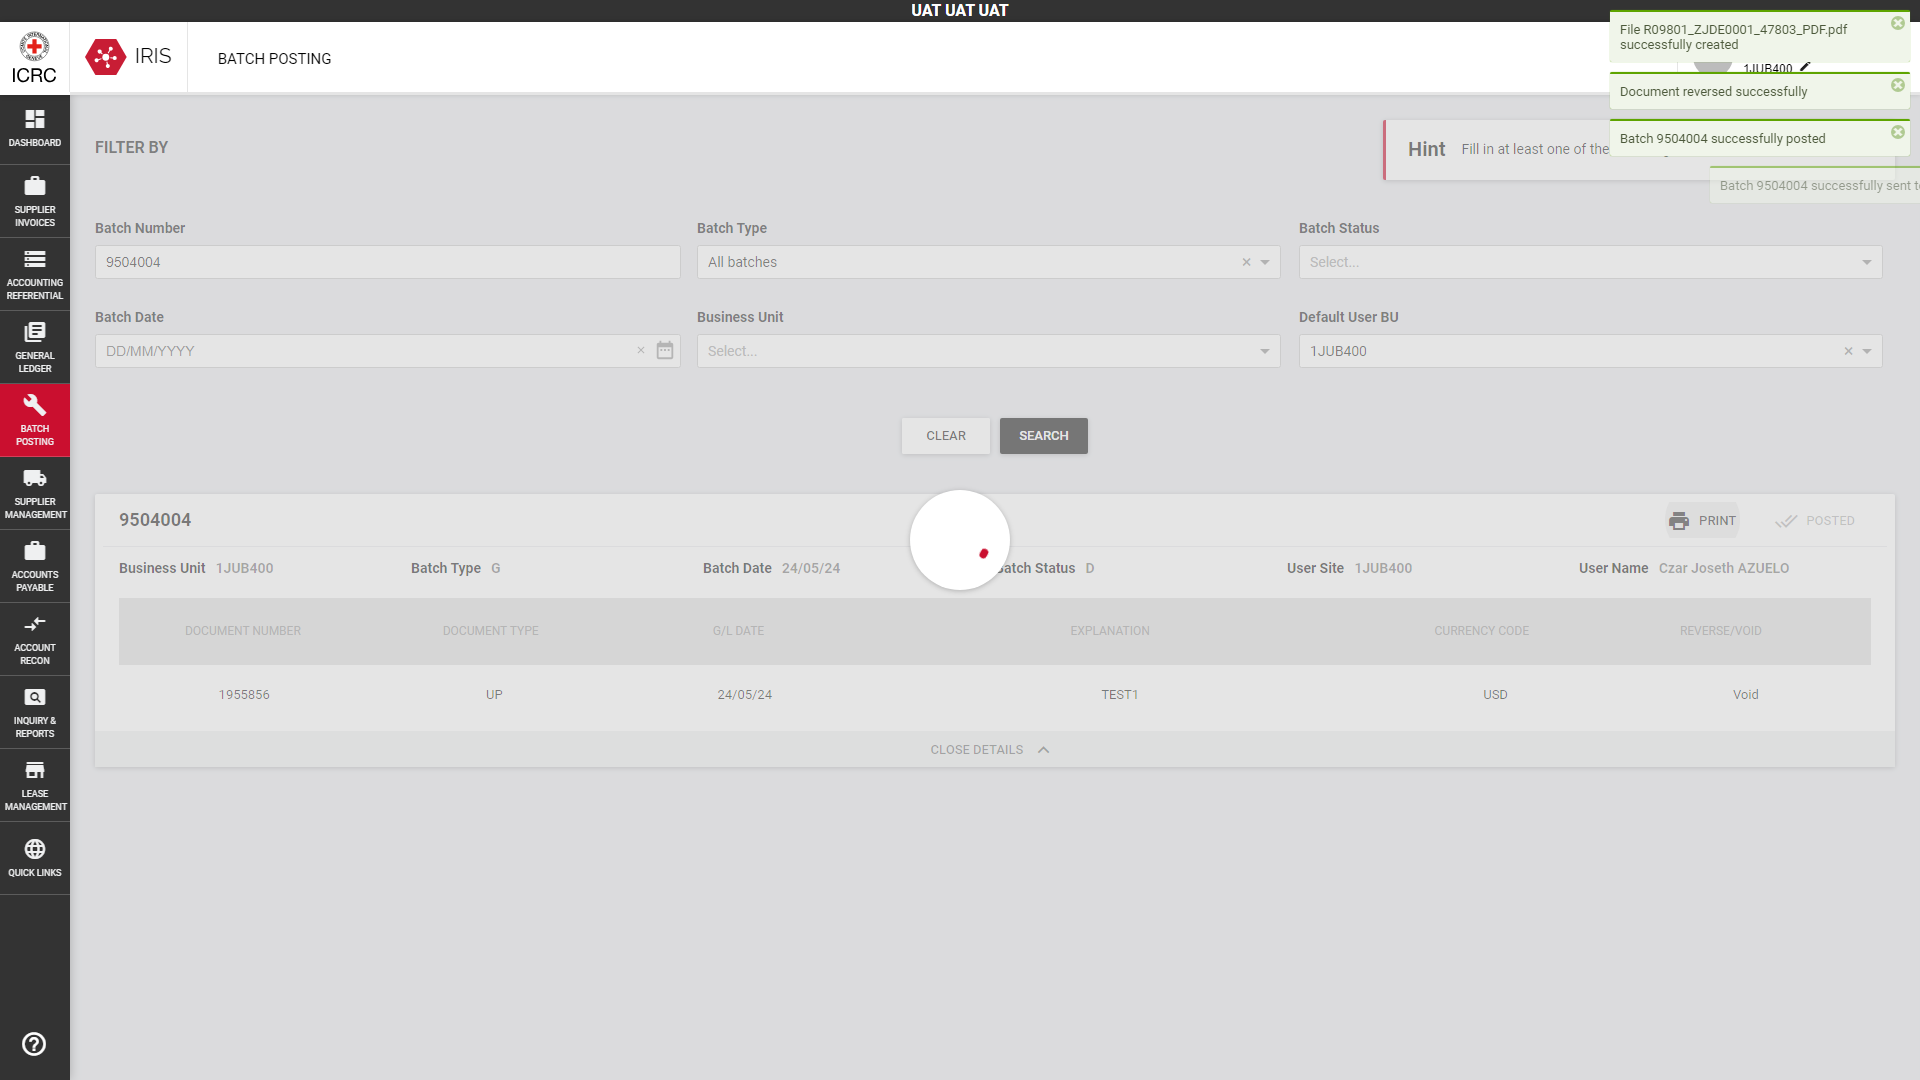 UAT UAT UAT
ICRC
IRIS
BATCH POSTING
File R09801_ZJDE0001_47803_PDF.pdf
successfully created
1JUB400
Document reversed successfully
Batch 9504004 successfully posted
Batch 9504004 successfully sent t
DASHBOARD
SUPPLIER
INVOICES
ACCOUNTING
REFERENTIAL
GENERAL
LEDGER
BATCH
POSTING
SUPPLIER
MANAGEMENT
ACCOUNTS
PAYABLE
ACCOUNT
RECON
INQUIRY &
REPORTS
LEASE
MANAGEMENT
QUICK LINKS
FILTER BY
Hint Fill in at least one of the
Batch Number
9504004
Batch Type
All batches
Batch Status
Select...
Batch Date
DD/MM/YYYY
Business Unit
Select...
Default User BU
1JUB400
CLEAR
SEARCH
9504004
PRINT
POSTED
Business Unit 1JUB400
Batch Type G
Batch Date 24/05/24
atch Status D
User Site 1JUB400
User Name Czar Joseth AZUELO
DOCUMENT NUMBER DOCUMENT TYPE G/L DATE EXPLANATION CURRENCY CODE REVERSE/VOID
1955856 UP 24/05/24 TEST1 USD Void
CLOSE DETAILS